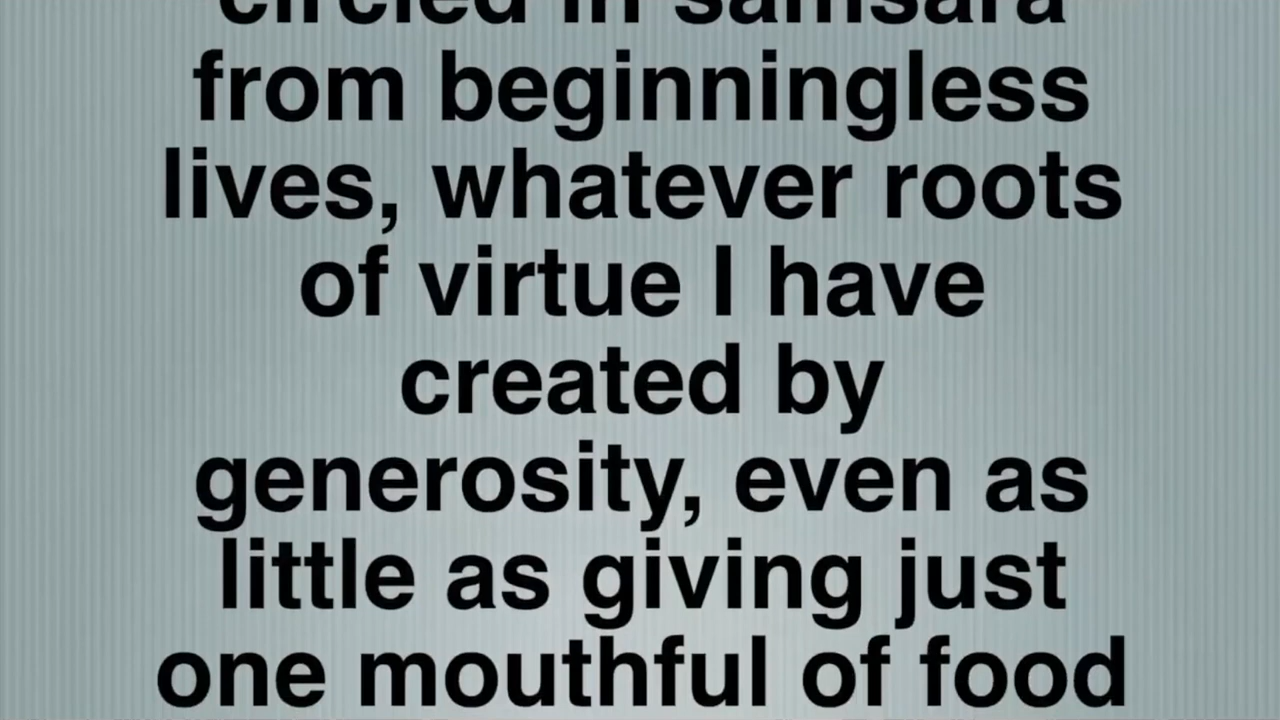 circled in samsara
from beginningless
lives, whatever roots
of virtue I have
created by
generosity, even as
little as giving just
one mouthful of food